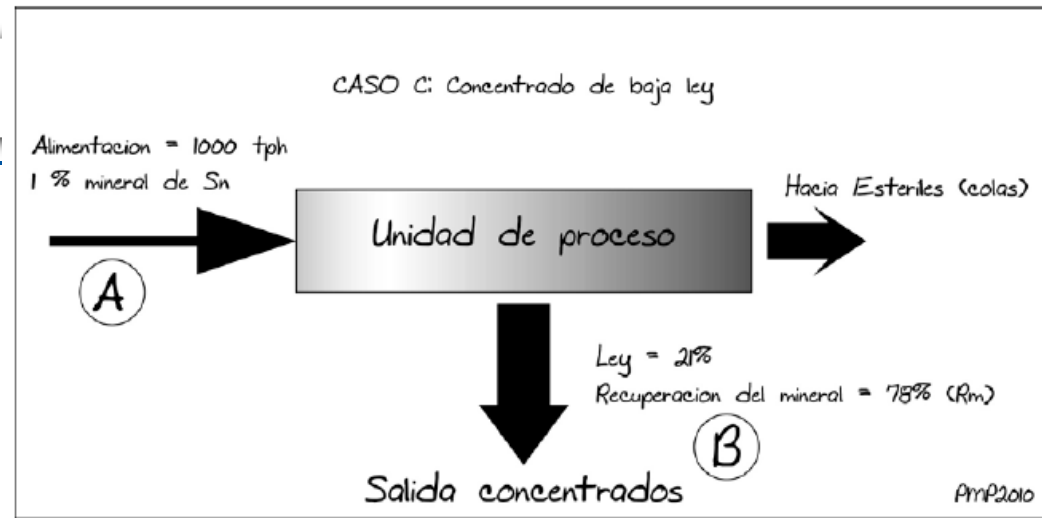 CASO C: Concentrado de baja ley
Alimentacion = 1000 tph
1 % mineral de Sn
Hacia Esteriles (colas)
Unidad de proceso
A
Ley = 21%
Recuperacion del mineral = 78% (Rm)
B
Salida concentrados
PMP2010